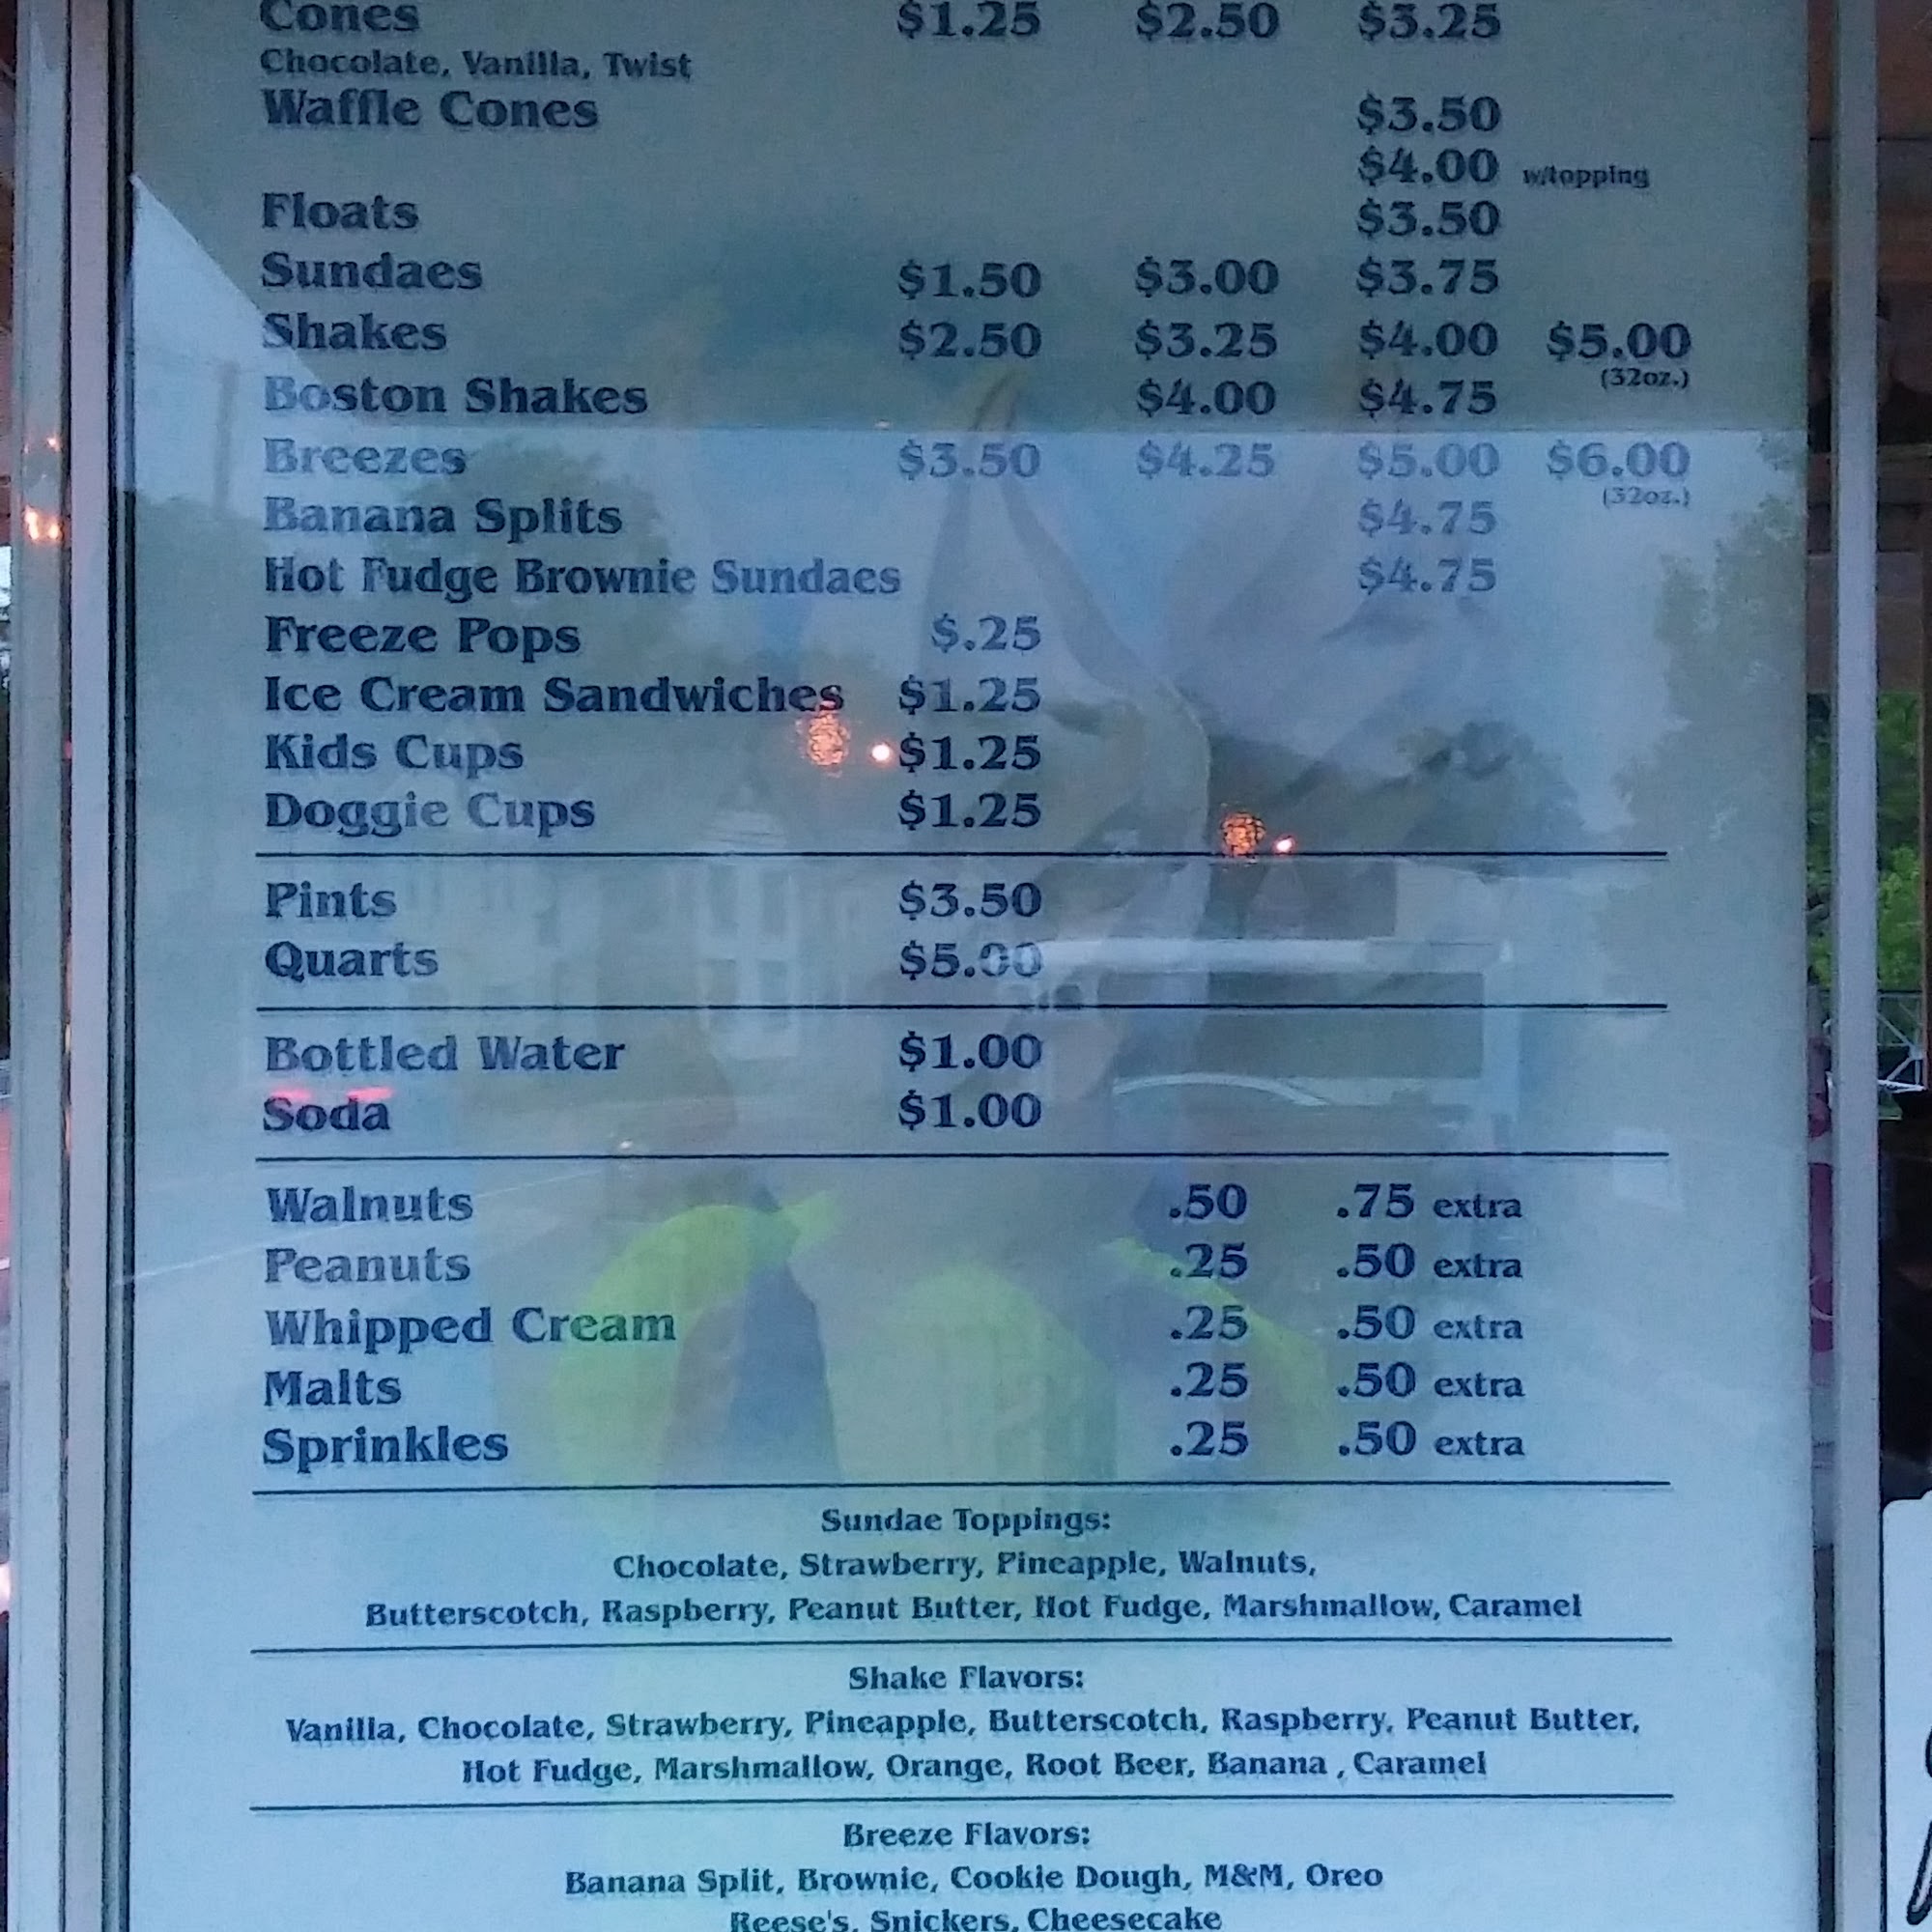 Cones $1.25 $2.50 $3.25
Chocolate, Vanilla, Twist
Waffle Cones $3.50
$4.00 w/topping
Floats $3.50
Sundaes $1.50 $3.00 $3.75
Shakes $2.50 $3.25 $4.00 $5.00
(32oz.)
Boston Shakes $4.00 $4.75
Breezes $3.50 $4.25 $5.00 $6.00
(32oz.)
Banana Splits $4.75
Hot Fudge Brownie Sundaes $4.75
Freeze Pops $.25
Ice Cream Sandwiches $1.25
Kids Cups $1.25
Doggie Cups $1.25
Pints $3.50
Quarts $5.00
Bottled Water $1.00
Soda $1.00
Walnuts .50 .75 extra
Peanuts .25 .50 extra
Whipped Cream .25 .50 extra
Malts .25 .50 extra
Sprinkles .25 .50 extra
Sundae Toppings:
Chocolate, Strawberry, Pineapple, Walnuts,
Butterscotch, Raspberry, Peanut Butter, Hot Fudge, Marshmallow, Caramel
Shake Flavors:
Vanilla, Chocolate, Strawberry, Pineapple, Butterscotch, Raspberry, Peanut Butter,
Hot Fudge, Marshmallow, Orange, Root Beer, Banana , Caramel
Breeze Flavors:
Banana Split, Brownie, Cookie Dough, M&M, Oreo
Reese's, Snickers, Cheesecake